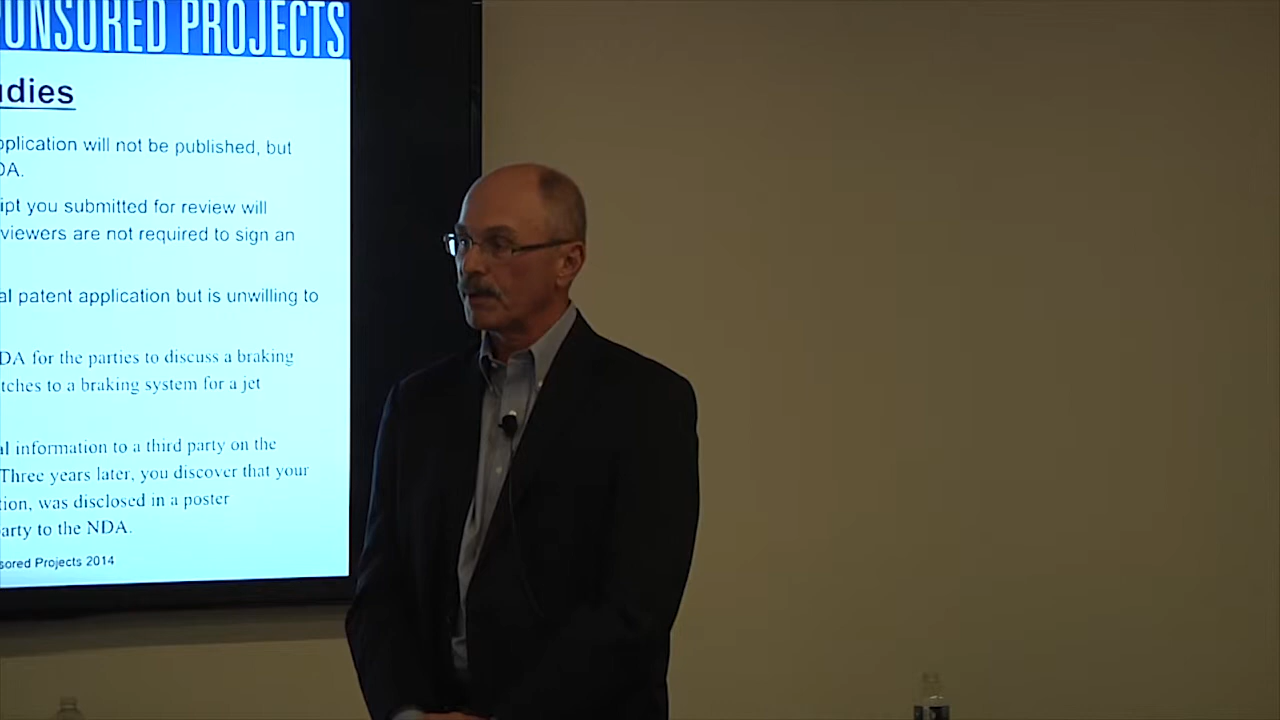 PONSORED PROJECTS
udies
pplication will not be published, but
DA.
ipt you submitted for review will
viewers are not required to sign an
al patent application but is unwilling to
DA for the parties to discuss a braking
tches to a braking system for a jet
al information to a third party on the
Three years later, you discover that your
tion, was disclosed in a poster
arty to the NDA.
sored Projects 2014